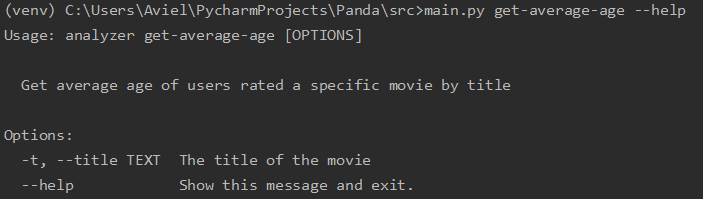 (venv) C:\Users\Aviel\PycharmProjects\Panda\src>main.py get-average-age --help
Usage: analyzer get-average-age [OPTIONS]
Get average age of users rated a specific movie by title
Options:
-t, --title TEXT  The title of the movie
--help            Show this message and exit.